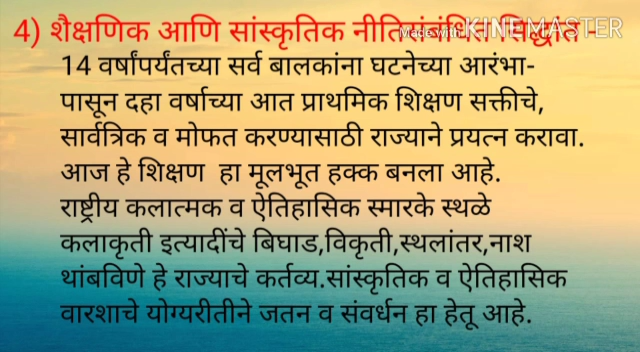 4) शैक्षणिक आणि सांस्कृतिक नीतिसंबंधित सिद्धांत -
Made with KINEMASTER
14 वर्षांपर्यंतच्या सर्व बालकांना घटनेच्या आरंभा-
पासून दहा वर्षाच्या आत प्राथमिक शिक्षण सक्तीचे,
सार्वत्रिक व मोफत करण्यासाठी राज्याने प्रयत्न करावा.
आज हे शिक्षण हा मूलभूत हक्क बनला आहे.
राष्ट्रीय कलात्मक व ऐतिहासिक स्मारके स्थळे
कलाकृती इत्यादींचे बिघाड,विकृती,स्थलांतर,नाश
थांबविणे हे राज्याचे कर्तव्य.सांस्कृतिक व ऐतिहासिक
वारशाचे योग्यरीतीने जतन व संवर्धन हा हेतू आहे.